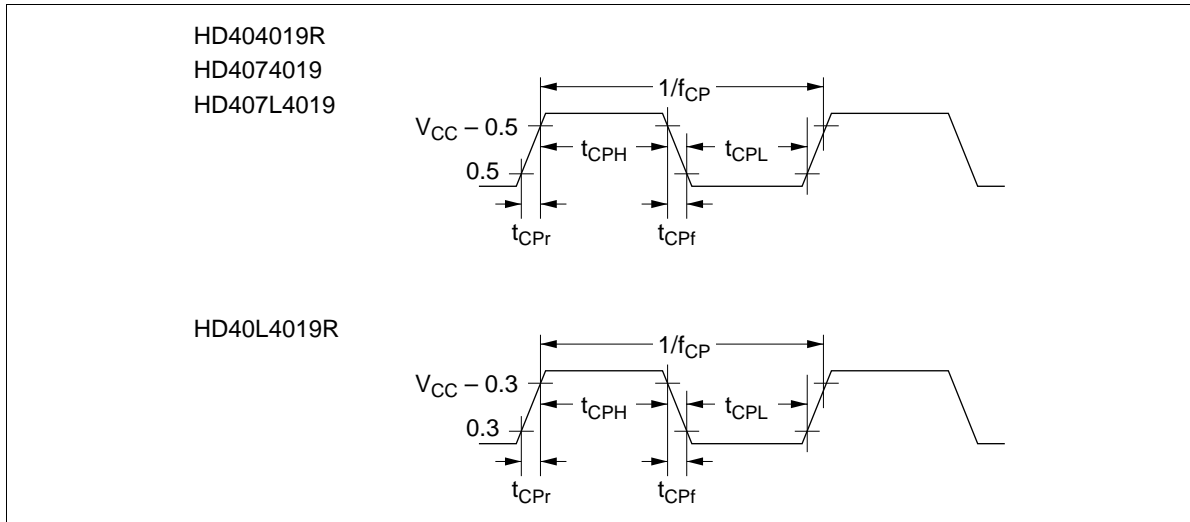 HD404019R
HD4074019
HD407L4019
1/fCP
VCC – 0.5
tCPH
tCPL
0.5
tCPr
tCPf
HD40L4019R
1/fCP
VCC – 0.3
tCPH
tCPL
0.3
tCPr
tCPf